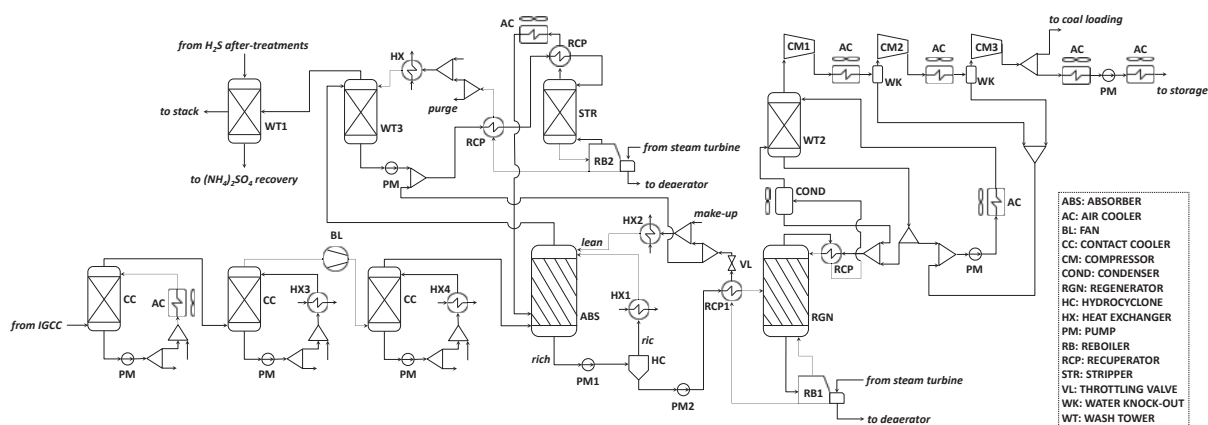 to coal loading
AC
RCP
CM1
AC
CM2
AC
CM3
AC
AC
from H₂S after-treatments
HX
WK
WK
PM
to storage
to stack
WT1
WT3
purge
RCP
STR
WT2
RB2
from steam turbine
to (NH₄)₂SO₄ recovery
PM
to deaerator
COND
AC
BL
HX2
make-up
lean
VL
RCP
PM
CC
AC
CC
HX3
CC
HX4
HX1
ABS
RCP1
RGN
from IGCC
ric
rich
HC
PM
PM
PM
PM1
PM2
RB1
from steam turbine
to deaerator
ABS: ABSORBER
AC: AIR COOLER
BL: FAN
CC: CONTACT COOLER
CM: COMPRESSOR
COND: CONDENSER
RGN: REGENERATOR
HC: HYDROCYCLONE
HX: HEAT EXCHANGER
PM: PUMP
RB: REBOILER
RCP: RECUPERATOR
STR: STRIPPER
VL: THROTTLING VALVE
WK: WATER KNOCK-OUT
WT: WASH TOWER